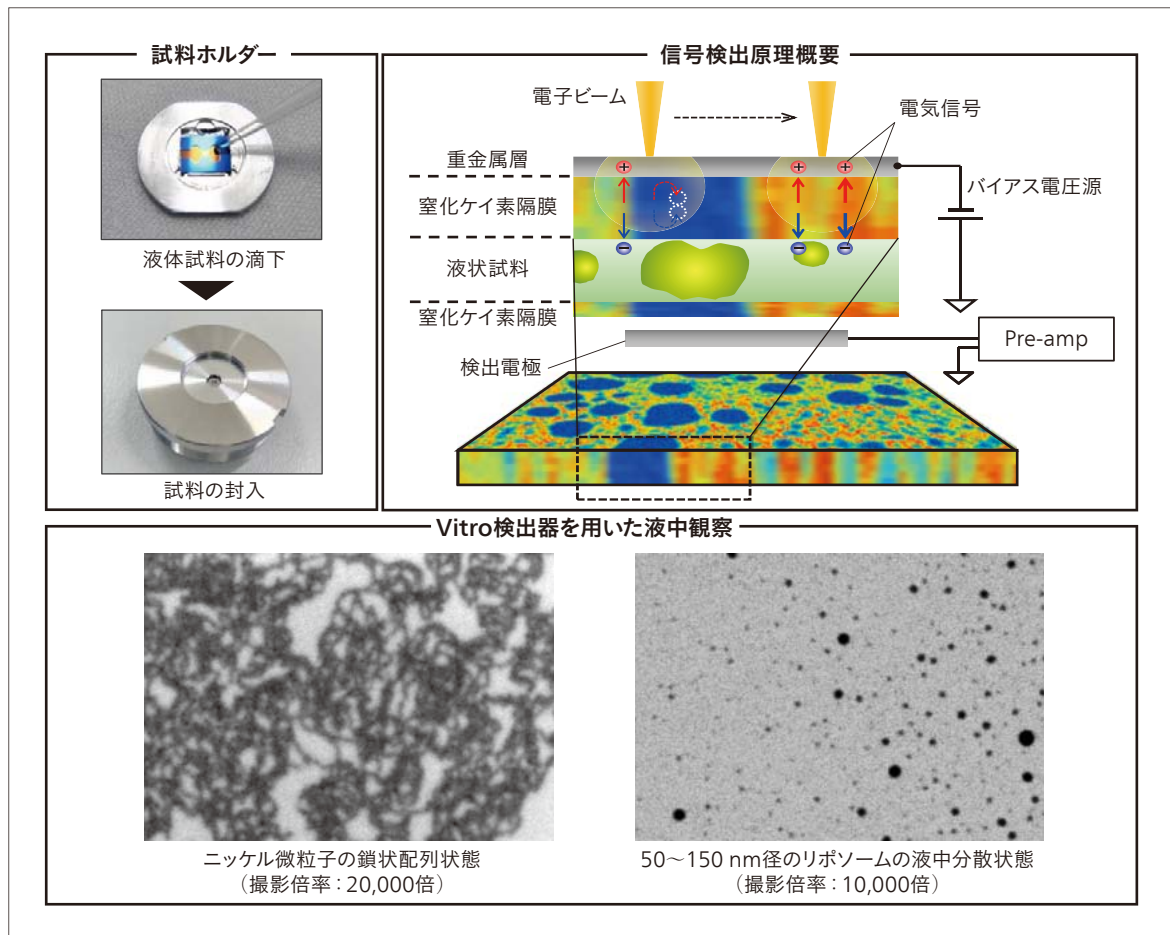 試料ホルダー
液体試料の滴下
試料の封入
信号検出原理概要
電子ビーム
電気信号
重金属層
バイアス電圧源
窒化ケイ素隔膜
液状試料
窒化ケイ素隔膜
検出電極
Pre-amp
+
+
+
−
−
−
Vitro検出器を用いた液中観察
ニッケル微粒子の鎖状配列状態
（撮影倍率：20,000倍）
50～150 nm径のリポソームの液中分散状態
（撮影倍率：10,000倍）